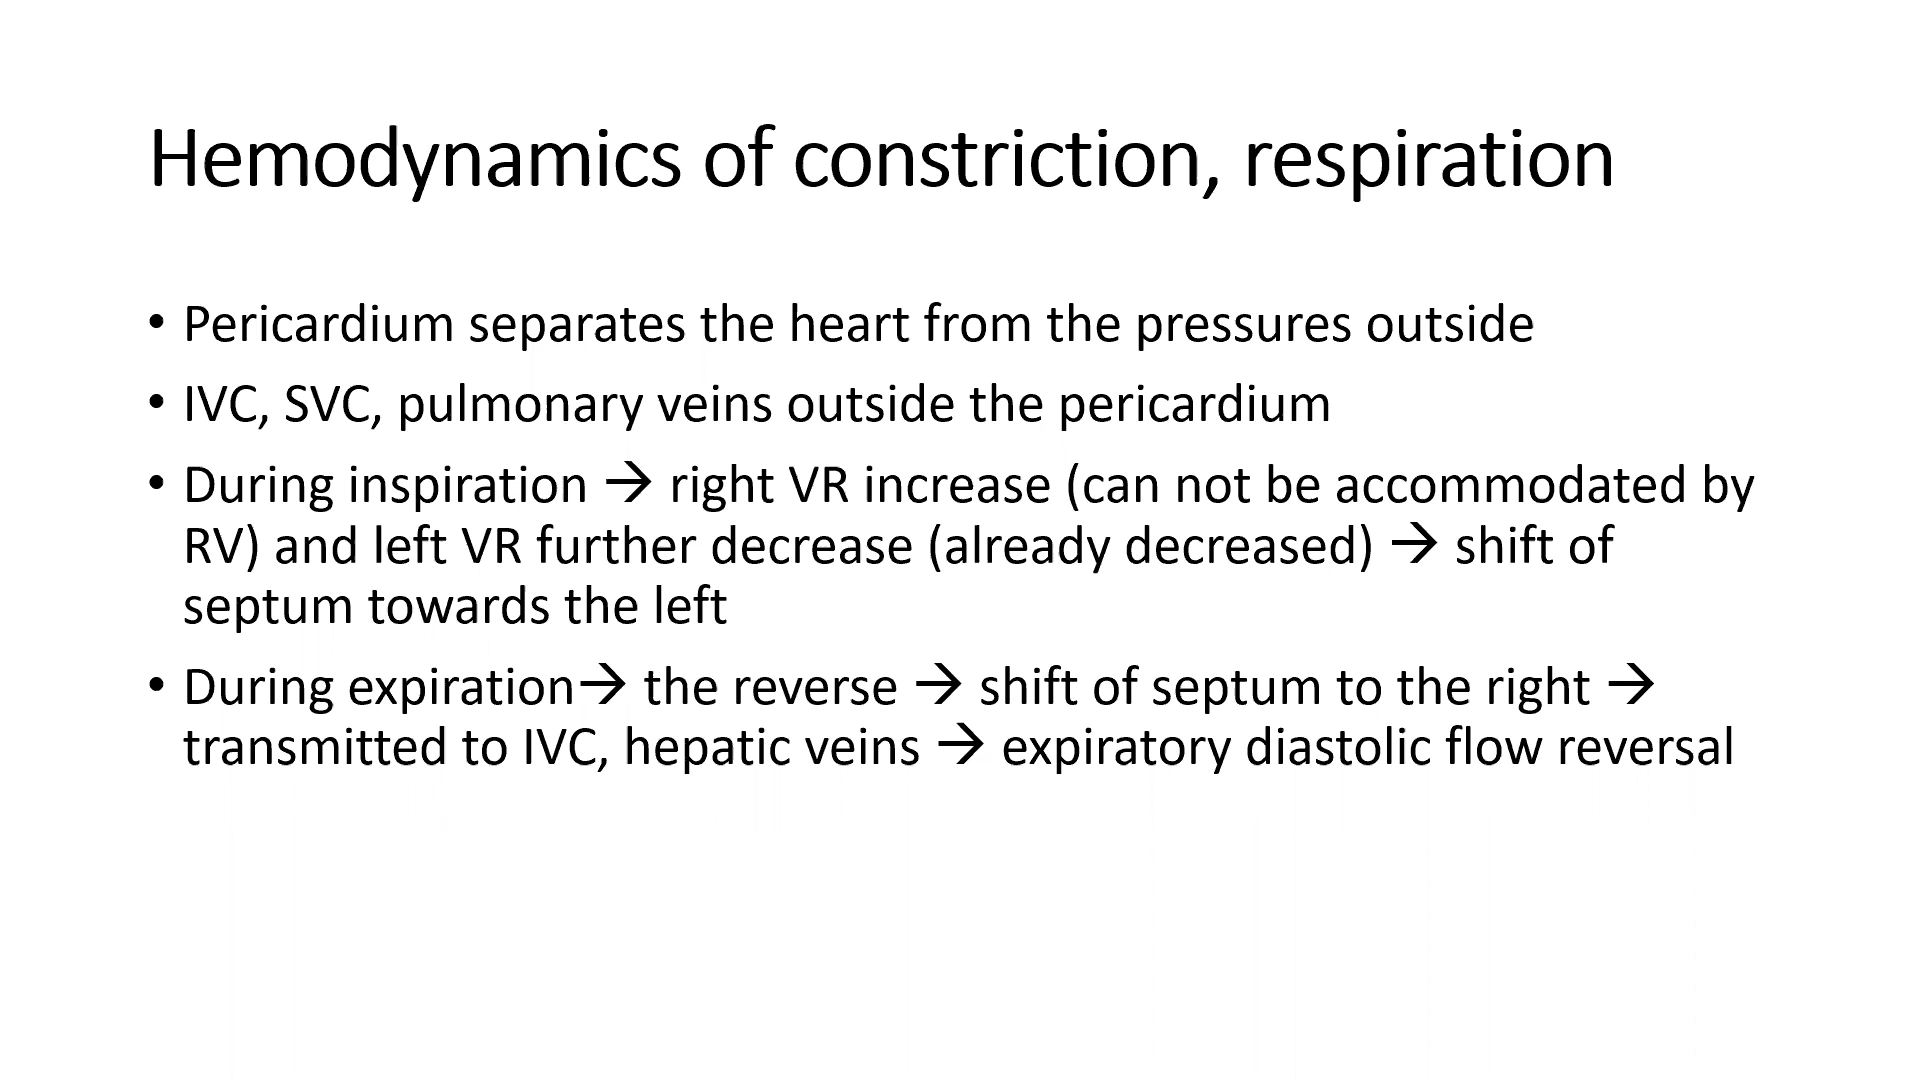 Hemodynamics of constriction, respiration
• Pericardium separates the heart from the pressures outside
• IVC, SVC, pulmonary veins outside the pericardium
• During inspiration → right VR increase (can not be accommodated by
RV) and left VR further decrease (already decreased) → shift of
septum towards the left
• During expiration→ the reverse → shift of septum to the right →
transmitted to IVC, hepatic veins → expiratory diastolic flow reversal